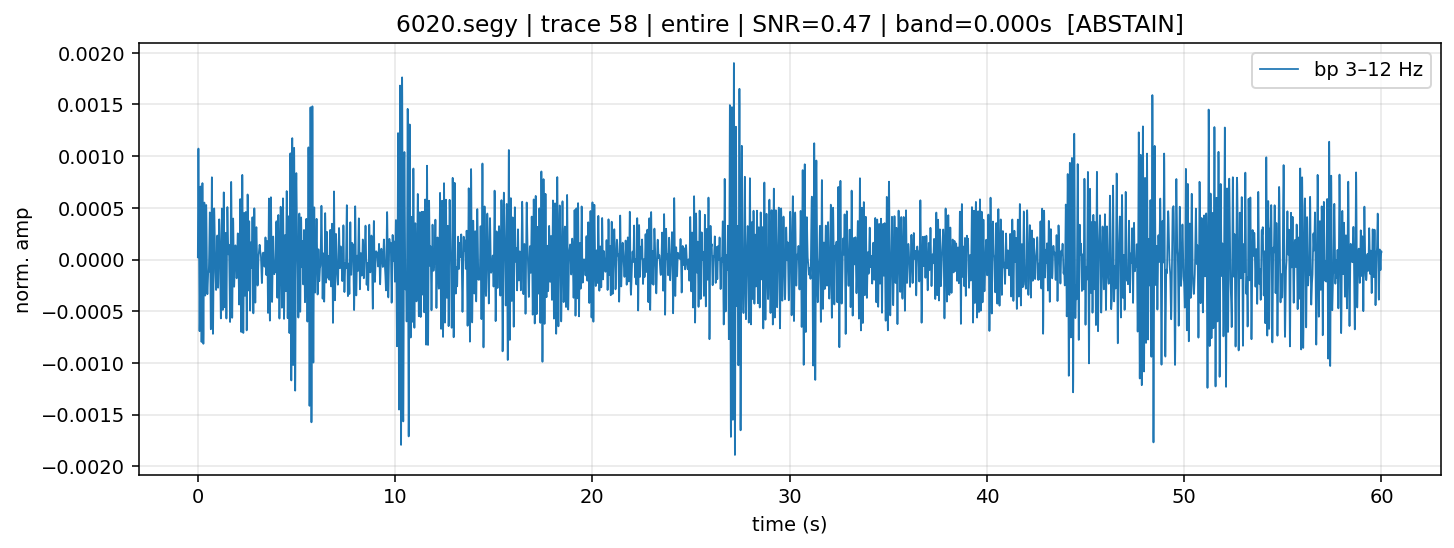 6020.segy | trace 58 | entire | SNR=0.47 | band=0.000s  [ABSTAIN]
bp 3–12 Hz
norm. amp
0.0020
0.0015
0.0010
0.0005
0.0000
−0.0005
−0.0010
−0.0015
−0.0020
0 10 20 30 40 50 60
time (s)